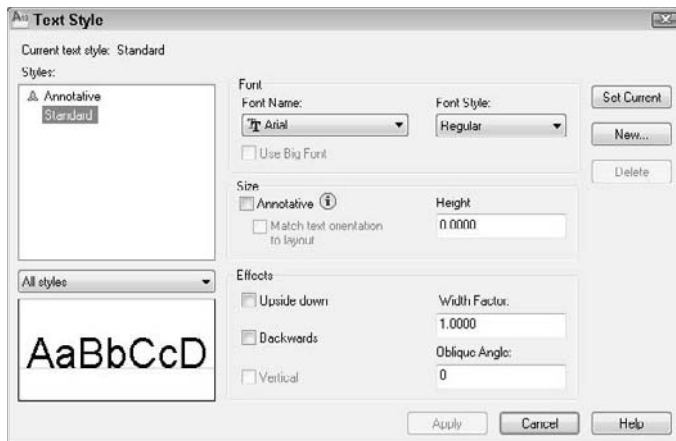 Text Style
Current text style: Standard
Styles:
Annotative
Standard
All styles
AaBbCcD
Font
Font Name:
Arial
Font Style:
Regular
Use Big Font
Size
Annotative
Match text orientation
to layout
Height
0.0000
Effects
Upside down
Backwards
Vertical
Width Factor:
1.0000
Oblique Angle:
0
Set Current
New...
Delete
Apply
Cancel
Help